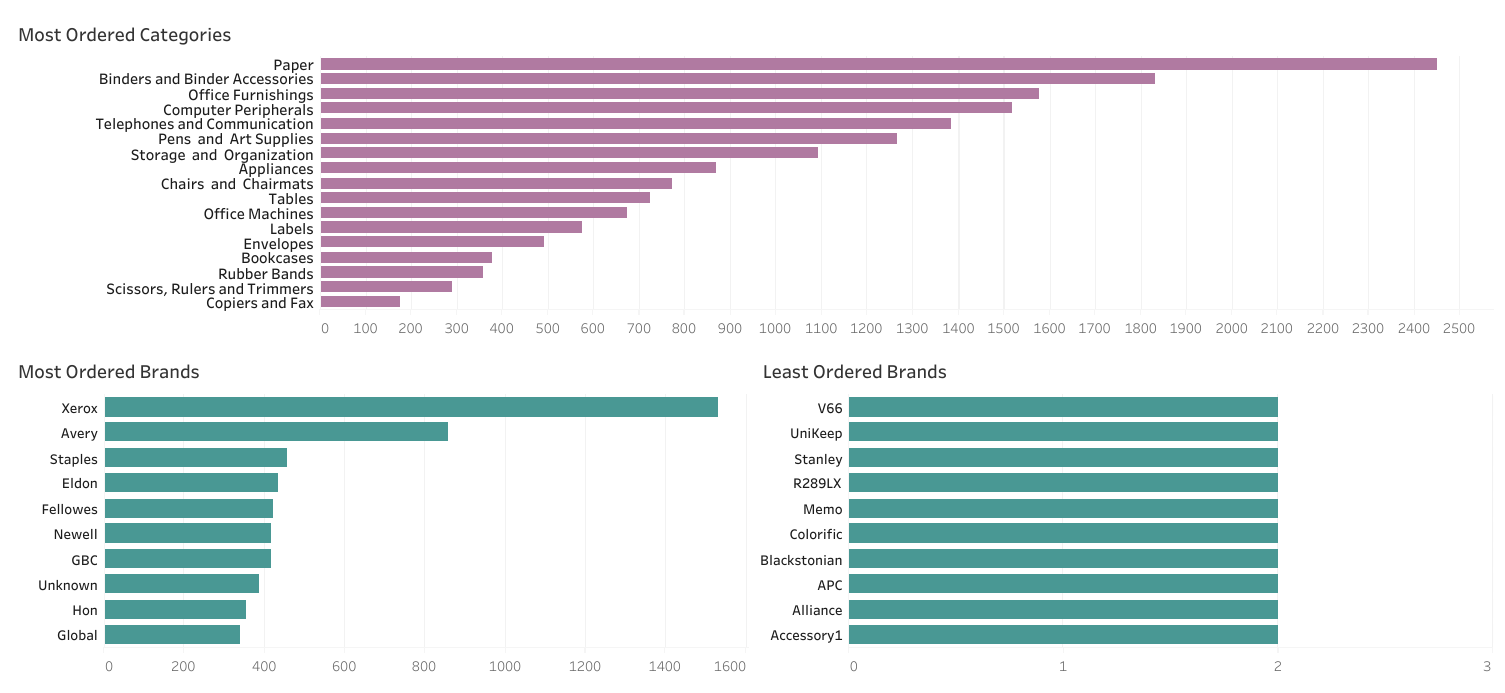 Most Ordered Categories
Paper
Binders and Binder Accessories
Office Furnishings
Computer Peripherals
Telephones and Communication
Pens and Art Supplies
Storage and Organization
Appliances
Chairs and Chairmats
Tables
Office Machines
Labels
Envelopes
Bookcases
Rubber Bands
Scissors, Rulers and Trimmers
Copiers and Fax
0 100 200 300 400 500 600 700 800 900 1000 1100 1200 1300 1400 1500 1600 1700 1800 1900 2000 2100 2200 2300 2400 2500
Most Ordered Brands
Xerox
Avery
Staples
Eldon
Fellowes
Newell
GBC
Unknown
Hon
Global
0 200 400 600 800 1000 1200 1400 1600
Least Ordered Brands
V66
UniKeep
Stanley
R289LX
Memo
Colorific
Blackstonian
APC
Alliance
Accessory1
0 1 2 3